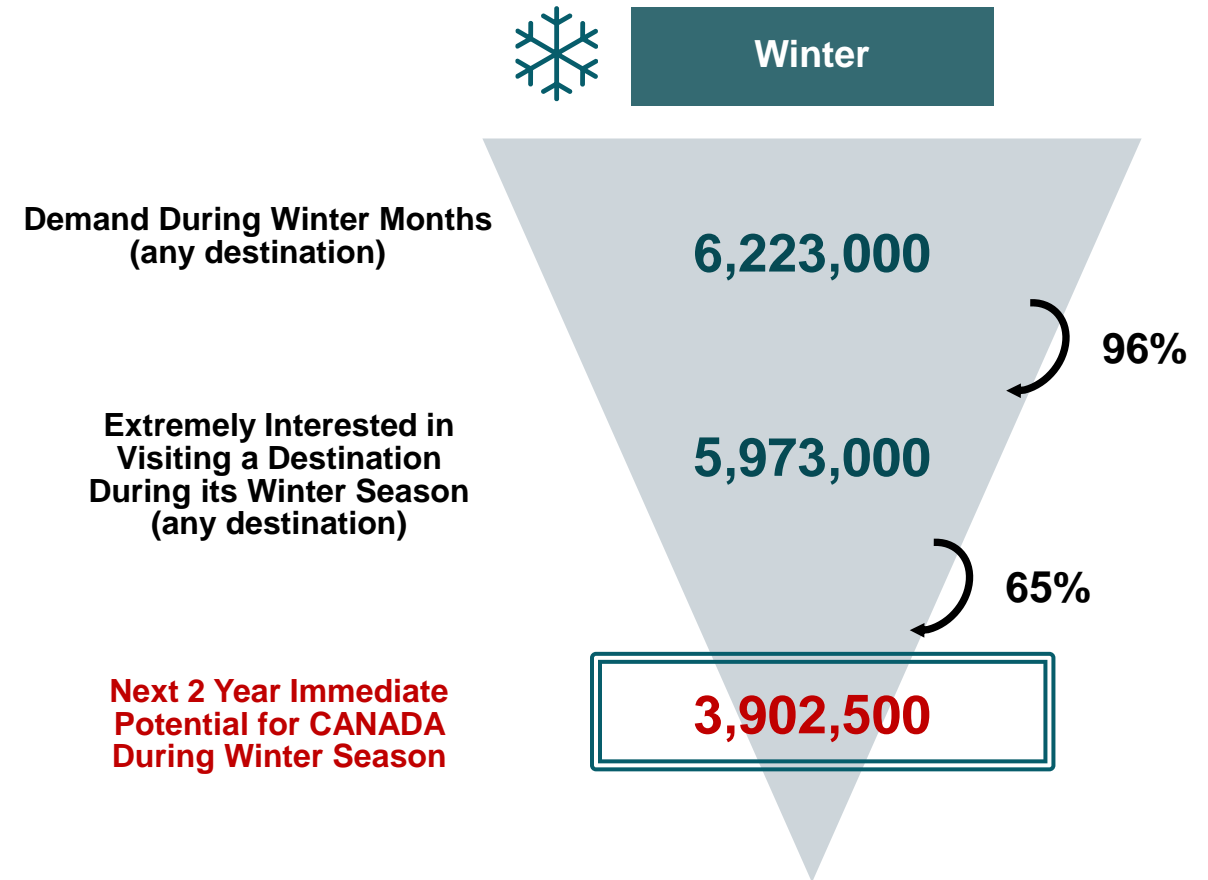 Winter
Demand During Winter Months
(any destination)
6,223,000
96%
Extremely Interested in
Visiting a Destination
During its Winter Season
(any destination)
5,973,000
65%
Next 2 Year Immediate
Potential for CANADA
During Winter Season
3,902,500